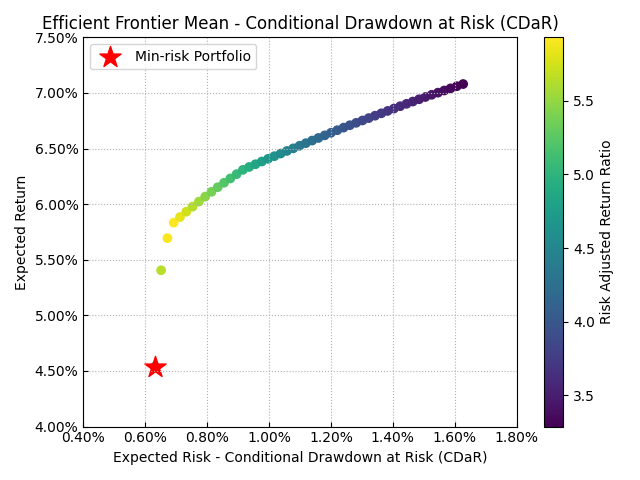 Efficient Frontier Mean - Conditional Drawdown at Risk (CDaR)
Min-risk Portfolio
7.50%
7.00%
6.50%
6.00%
5.50%
5.00%
4.50%
4.00%
Expected Return
0.40% 0.60% 0.80% 1.00% 1.20% 1.40% 1.60% 1.80%
Expected Risk - Conditional Drawdown at Risk (CDaR)
5.5
5.0
4.5
4.0
3.5
Risk Adjusted Return Ratio